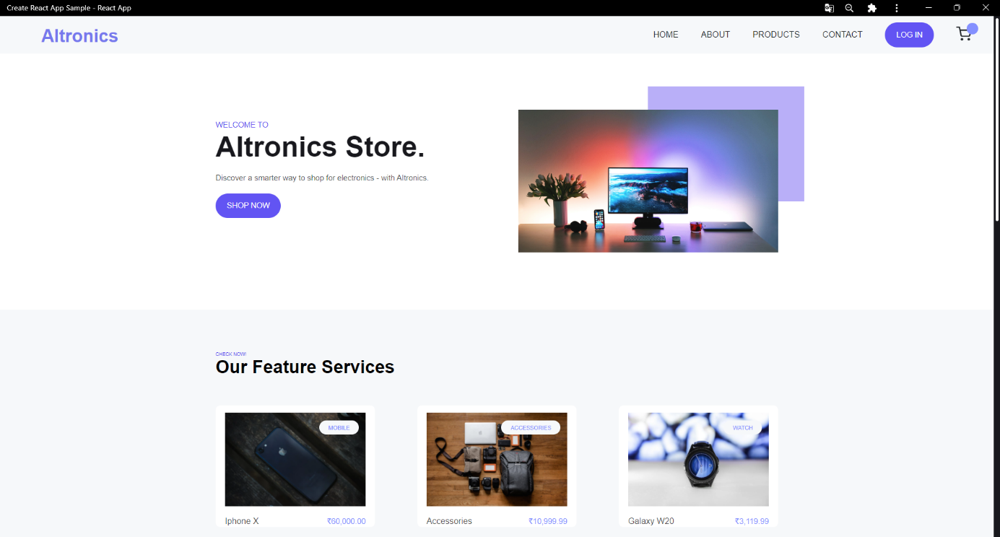 Create React App Sample - React App
Altronics
HOME ABOUT PRODUCTS CONTACT LOG IN
WELCOME TO
Altronics Store.
Discover a smarter way to shop for electronics - with Altronics.
SHOP NOW
CHECK NOW!
Our Feature Services
MOBILE
ACCESSORIES
WATCH
Iphone X ₹60,000.00
Accessories ₹10,999.99
Galaxy W20 ₹3,119.99